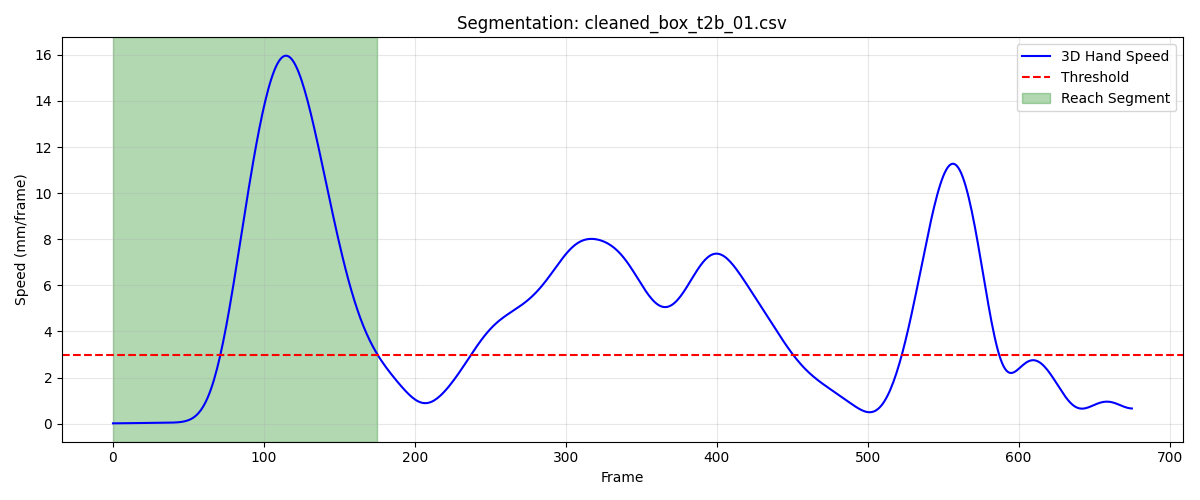 Segmentation: cleaned_box_t2b_01.csv
3D Hand Speed
Threshold
Reach Segment
Speed (mm/frame)
16
14
12
10
8
6
4
2
0
0 100 200 300 400 500 600 700
Frame